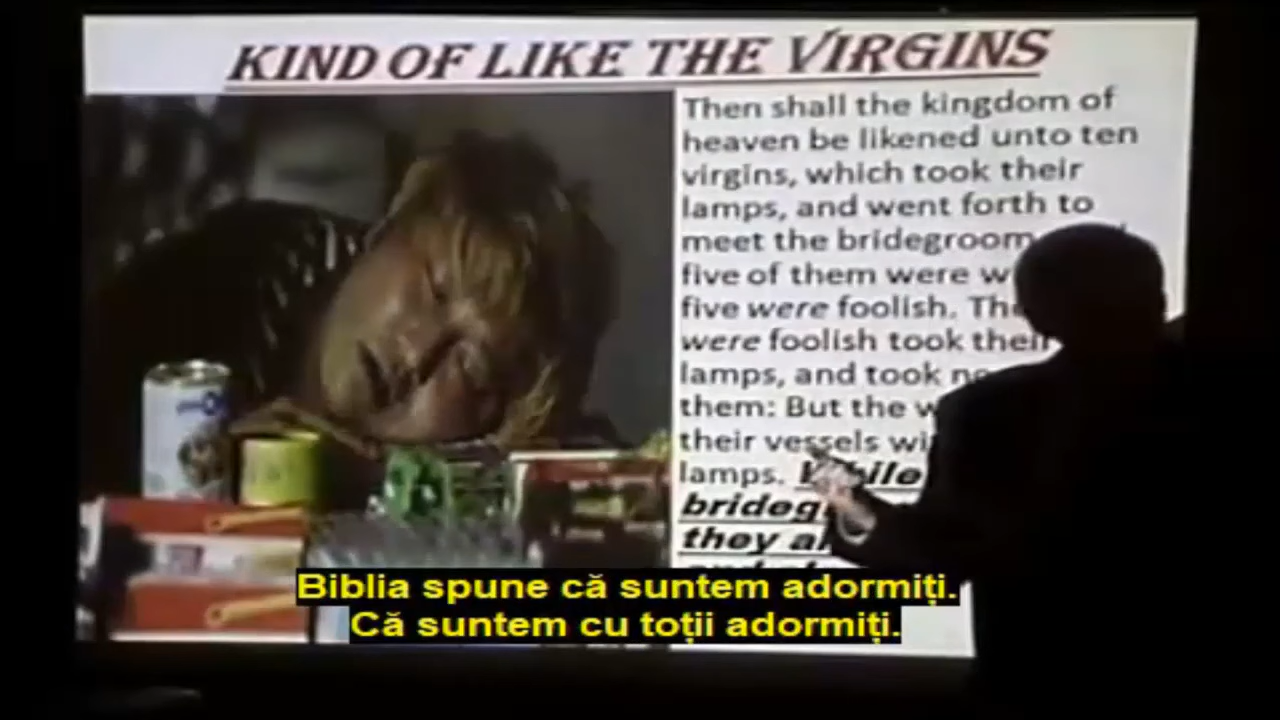 KIND OF LIKE THE VIRGINS
Then shall the kingdom of
heaven be likened unto ten
virgins, which took their
lamps, and went forth to
meet the bridegroom
five of them were
five were foolish.
were foolish took their
lamps, and took
them: But the
their vessels
lamps.
they
Biblia spune că suntem adormiți.
Că suntem cu toții adormiți.